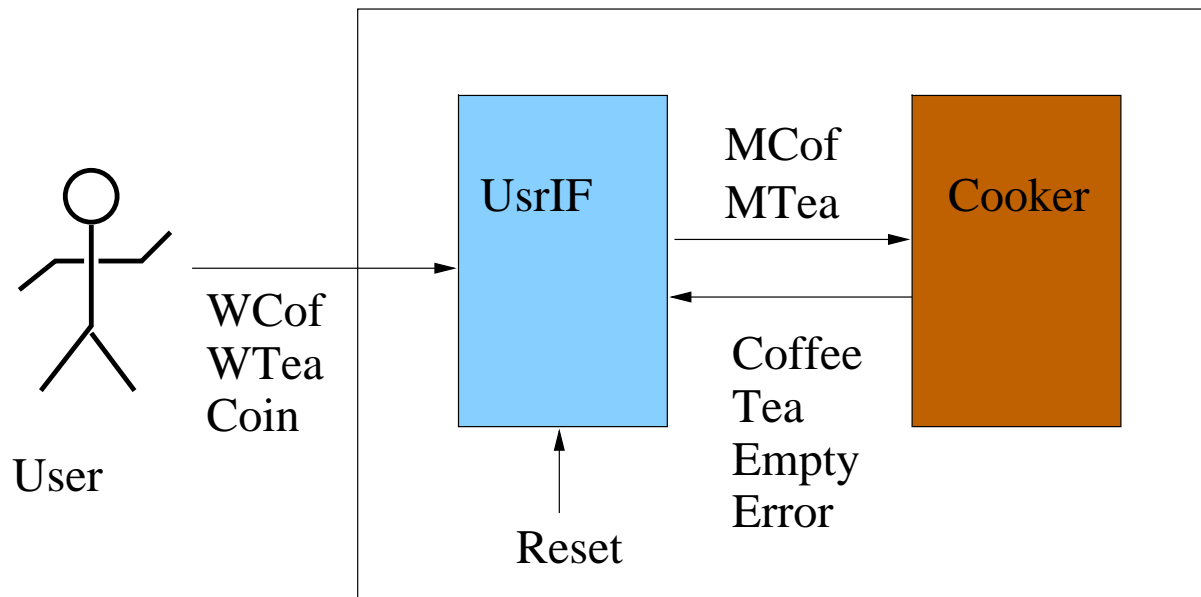 UsrIF
MCof
MTea
Cooker
WCof
WTea
Coin
Coffee
Tea
Empty
Error
User
Reset